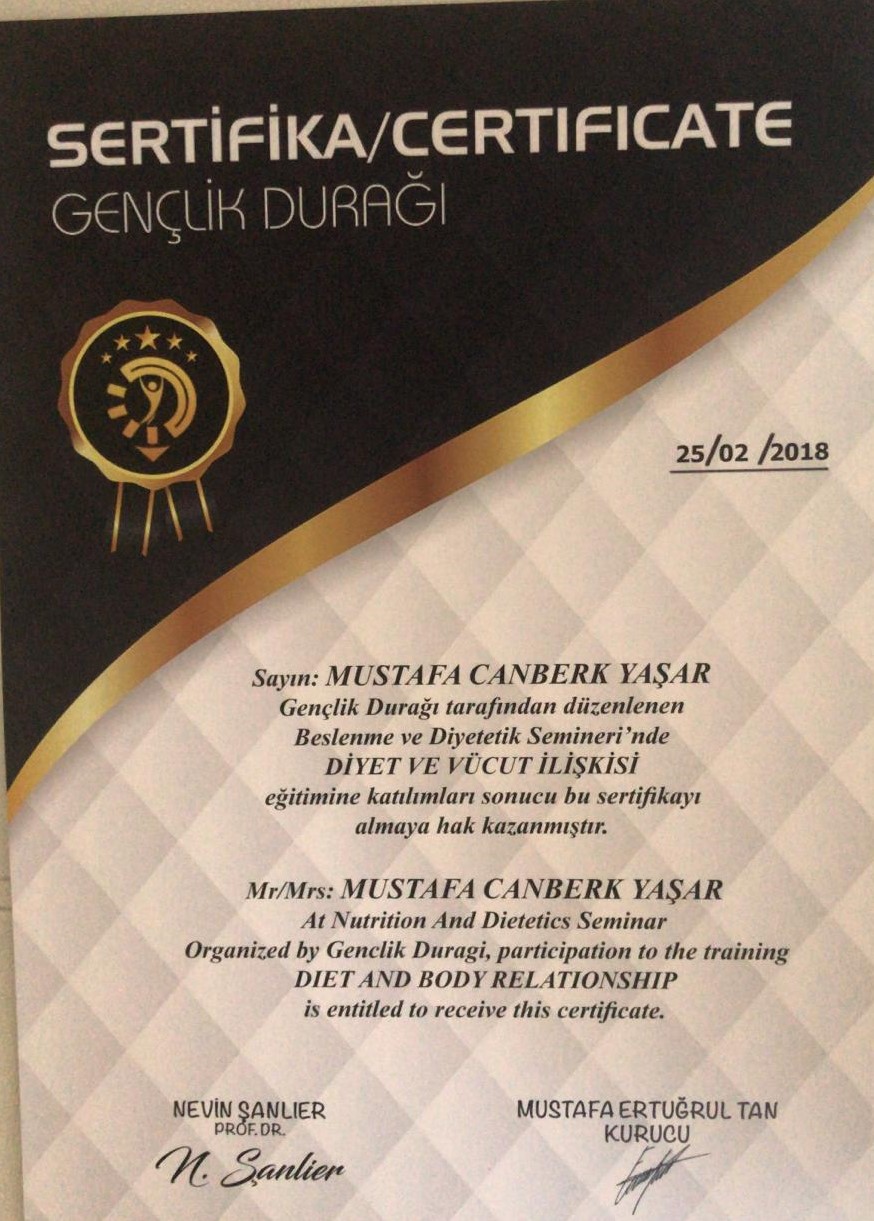 SERTİFİKA/CERTIFICATE
GENÇLİK DURAĞI
25/02 /2018
Sayın: MUSTAFA CANBERK YAŞAR
Gençlik Durağı tarafından düzenlenen
Beslenme ve Diyetetik Semineri’nde
DİYET VE VÜCUT İLİŞKİSİ
eğitimine katılımları sonucu bu sertifikayı
almaya hak kazanmıştır.
Mr/Mrs: MUSTAFA CANBERK YAŞAR
At Nutrition And Dietetics Seminar
Organized by Genclik Duragi, participation to the training
DIET AND BODY RELATIONSHIP
is entitled to receive this certificate.
NEVİN ŞANLIER
PROF. DR.
N. Şanlier
MUSTAFA ERTUĞRUL TAN
KURUCU